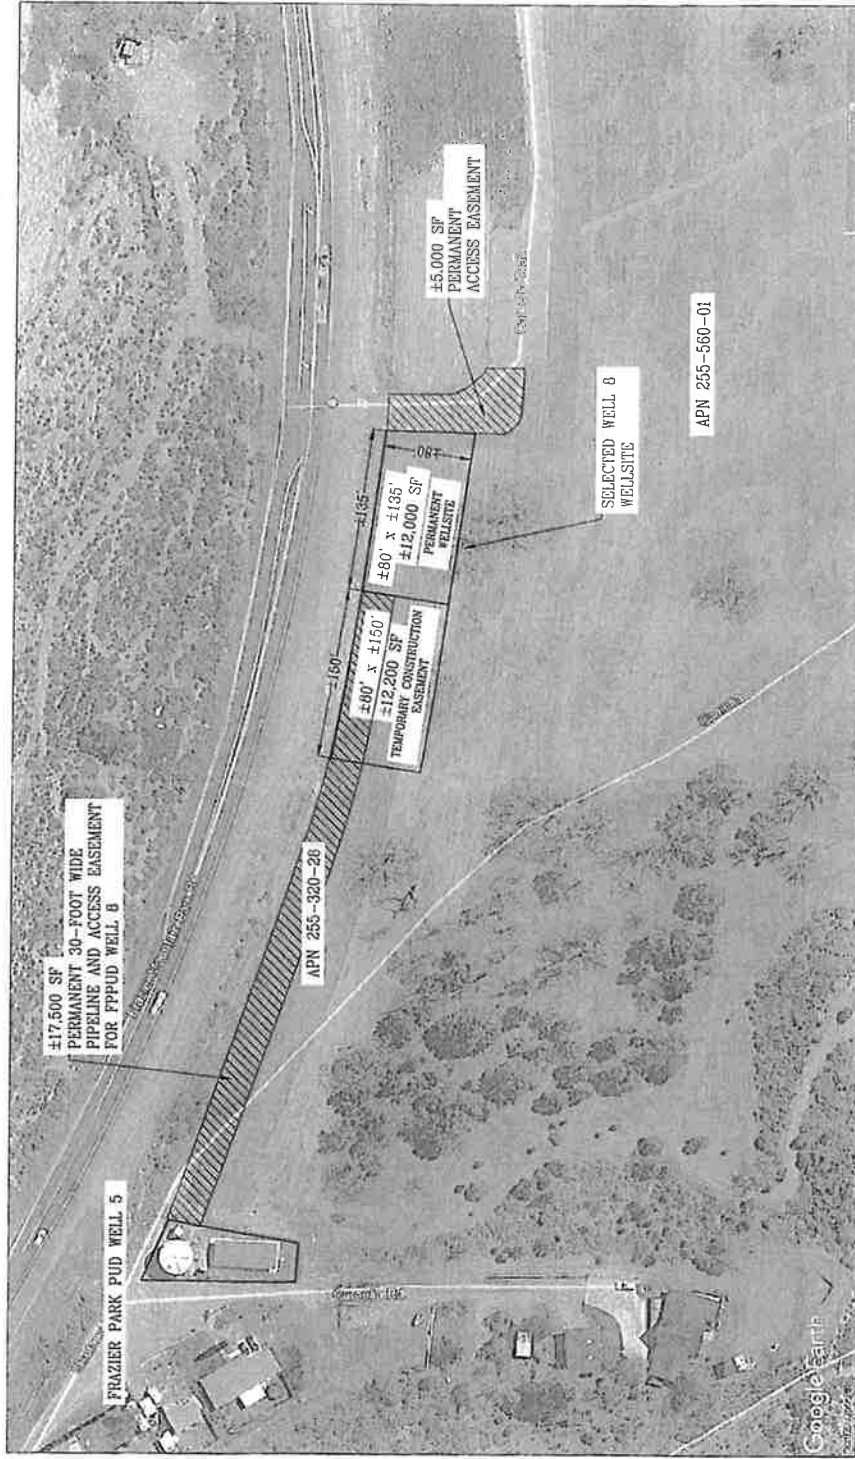 ±17,500 SF
PERMANENT 30-FOOT WIDE
PIPELINE AND ACCESS EASEMENT
FOR FPPUD WELL 8
FRAZIER PARK PUD WELL 5
APN 255-320-28
±150'
±135'
±80'
±80' x ±150'
±12,200 SF
TEMPORARY CONSTRUCTION
EASEMENT
±80' x ±135'
±12,000 SF
PERMANENT
WELLSITE
±5,000 SF
PERMANENT
ACCESS EASEMENT
SELECTED WELL 8
WELLSITE
APN 255-560-01
Google Earth